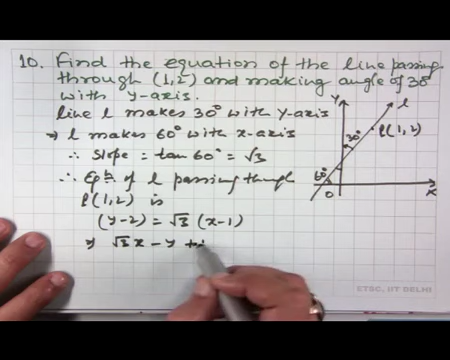 10. Find the equation of the line passing
through (1,2) and making angle of 30°
with y-axis.
line l makes 30° with y-axis
⇒ l makes 60° with x-axis
∴ Slope = tan 60° = √3
∴ Eqn of l passing though
P(1,2) is
(y-2) = √3 (x-1)
⇒ √3x - y +
Y
l
P(1,2)
30°
60°
O
X
ETSC, IIT DELHI